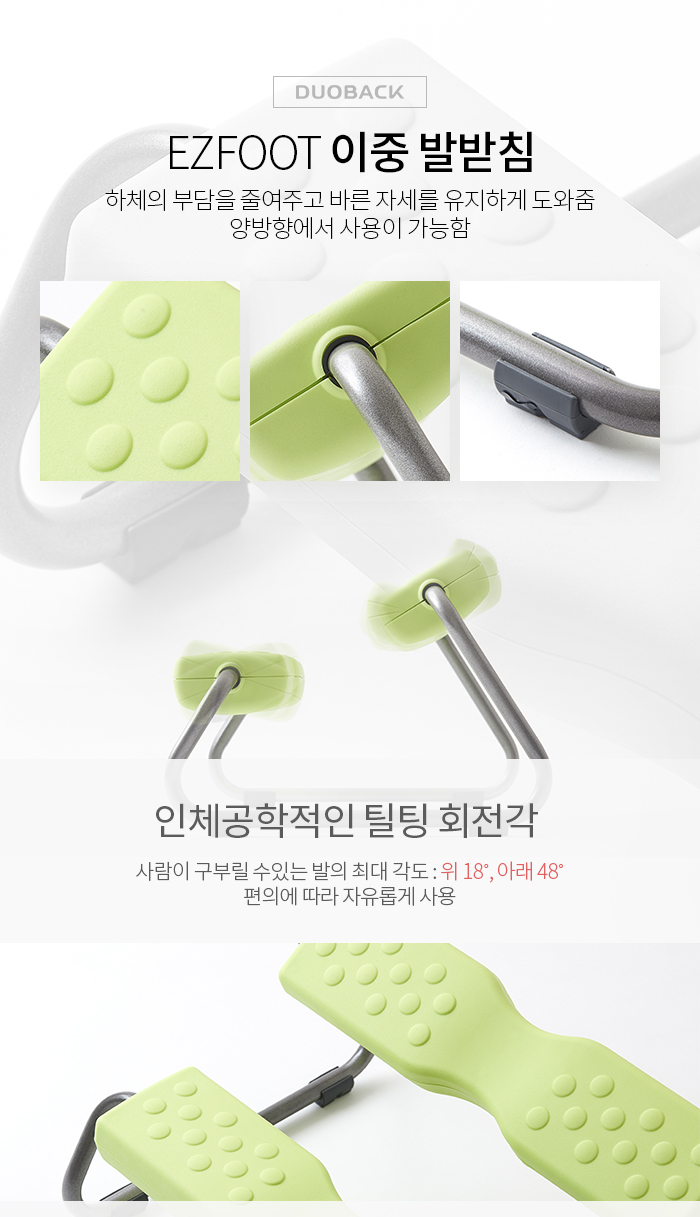 DUOBACK
EZFOOT 이중 발받침
하체의 부담을 줄여주고 바른 자세를 유지하게 도와줌
양방향에서 사용이 가능함
인체공학적인 틸팅 회전각
사람이 구부릴 수있는 발의 최대 각도 : 위 18˚, 아래 48˚
편의에 따라 자유롭게 사용